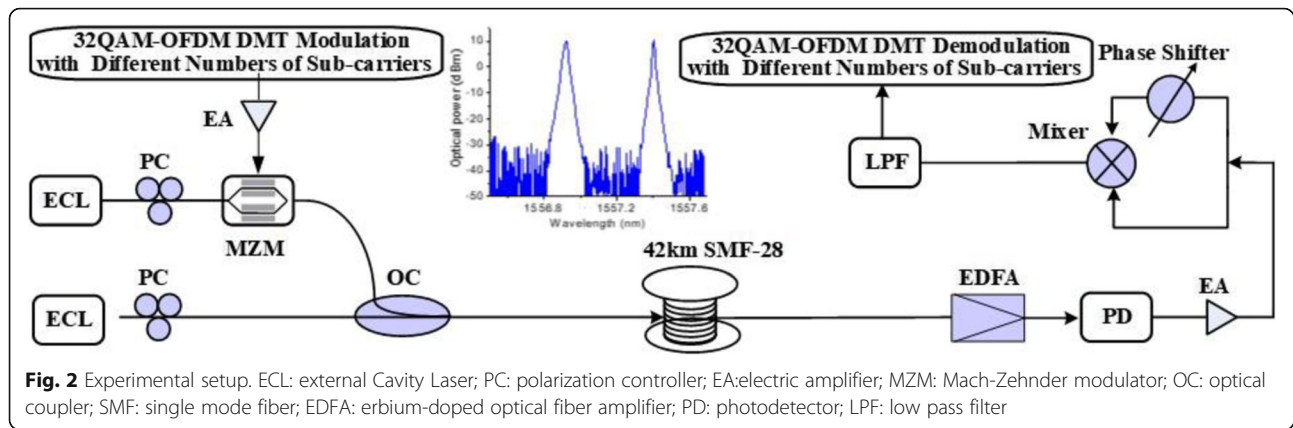 32QAM-OFDM DMT Modulation
with Different Numbers of Sub-carriers
EA
PC
ECL
MZM
PC
ECL
OC
Optical power (dBm)
10
0
-10
-20
-30
-40
-50
1556.8
1557.2
1557.6
Wavelength (nm)
42km SMF-28
EDFA
PD
EA
32QAM-OFDM DMT Demodulation
with Different Numbers of Sub-carriers
Phase Shifter
Mixer
LPF
Fig. 2 Experimental setup. ECL: external Cavity Laser; PC: polarization controller; EA:electric amplifier; MZM: Mach-Zehnder modulator; OC: optical
coupler; SMF: single mode fiber; EDFA: erbium-doped optical fiber amplifier; PD: photodetector; LPF: low pass filter